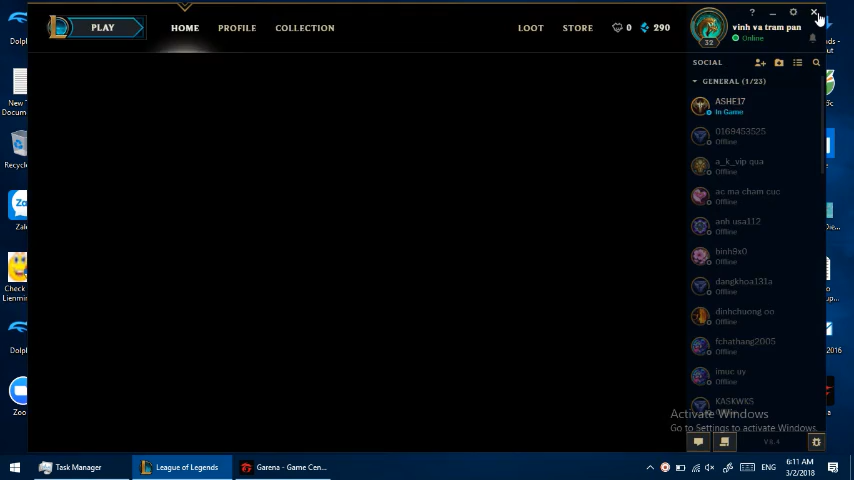 PLAY
HOME
PROFILE
COLLECTION
LOOT
STORE
0
290
?
32
vinh va tram pan
Online
SOCIAL
GENERAL (1/23)
ASHE17
In Game
0169453525
Offline
a_k_vip qua
Offline
ac ma cham cuc
Offline
anh usa112
Offline
binh9x0
Offline
dangkhoa131a
Offline
dinhchuong oo
Offline
fchathang2005
Offline
imuc uy
Offline
KASKWKS
Activate Windows
Go to Settings to activate Windows.
V8.4
Dolph
New T
Docum
Recycl
Za
Zalo
Check
Lienmi
Dolp
Zoo
2016
Task Manager
League of Legends
Garena - Game Cen...
ENG
6:11 AM
3/2/2018